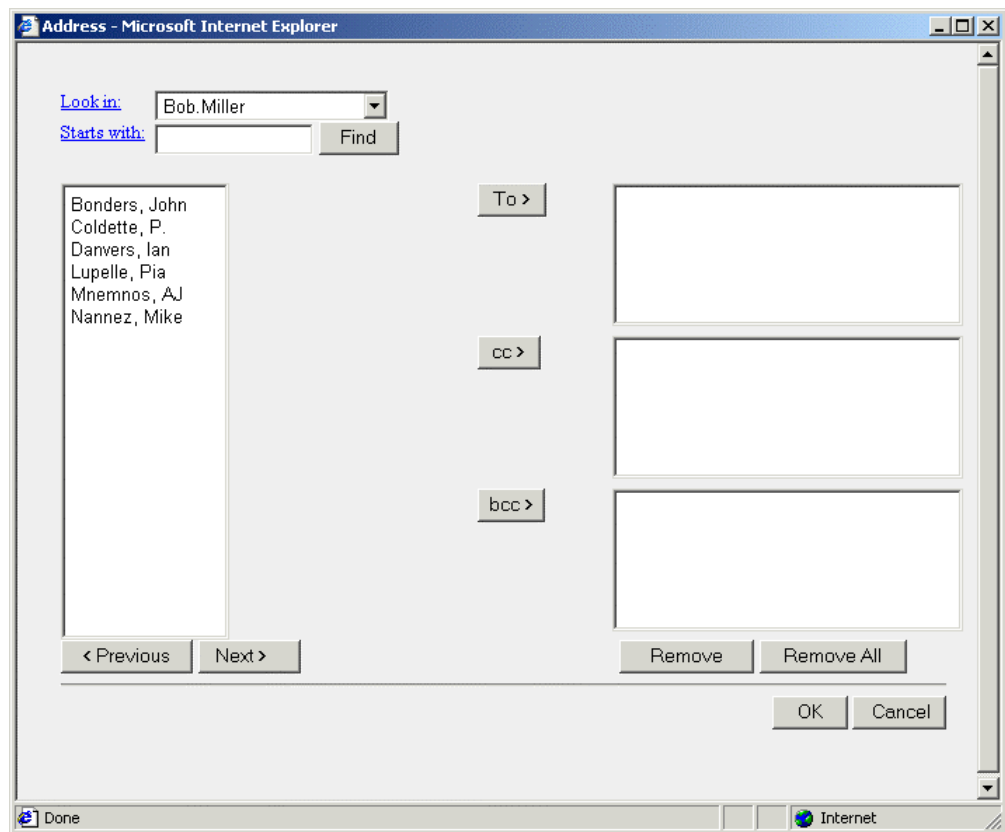 Address - Microsoft Internet Explorer
Look in:
Bob.Miller
Starts with:
Find
Bonders, John
Coldette, P.
Danvers, Ian
Lupelle, Pia
Mnemnos, AJ
Nannez, Mike
To >
cc >
bcc >
< Previous
Next >
Remove
Remove All
OK
Cancel
Done
Internet